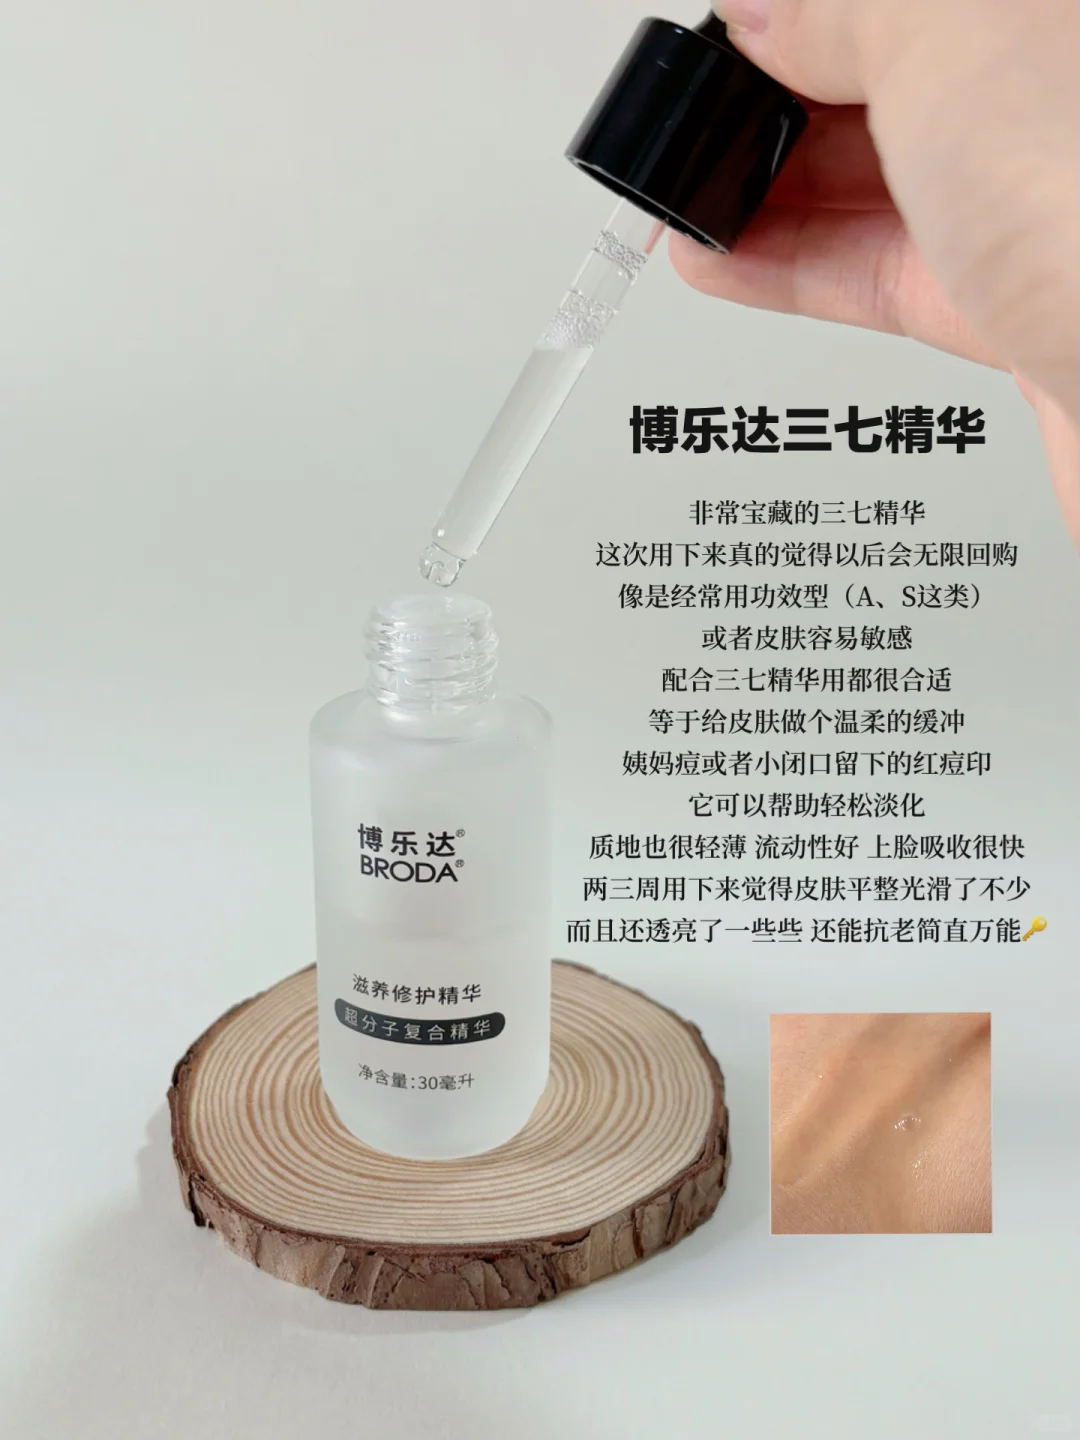 博乐达三七精华
非常宝藏的三七精华
这次用下来真的觉得以后会无限回购
像是经常用功效型（A、S这类）
或者皮肤容易敏感
配合三七精华用都很合适
等于给皮肤做个温柔的缓冲
姨妈痘或者小闭口留下的红痘印
它可以帮助轻松淡化
质地也很轻薄 流动性好 上脸吸收很快
两三周用下来觉得皮肤平整光滑了不少
而且还透亮了一些些 还能抗老简直万能🔑
博乐达®
BRODA®
滋养修护精华
超分子复合精华
净含量:30毫升